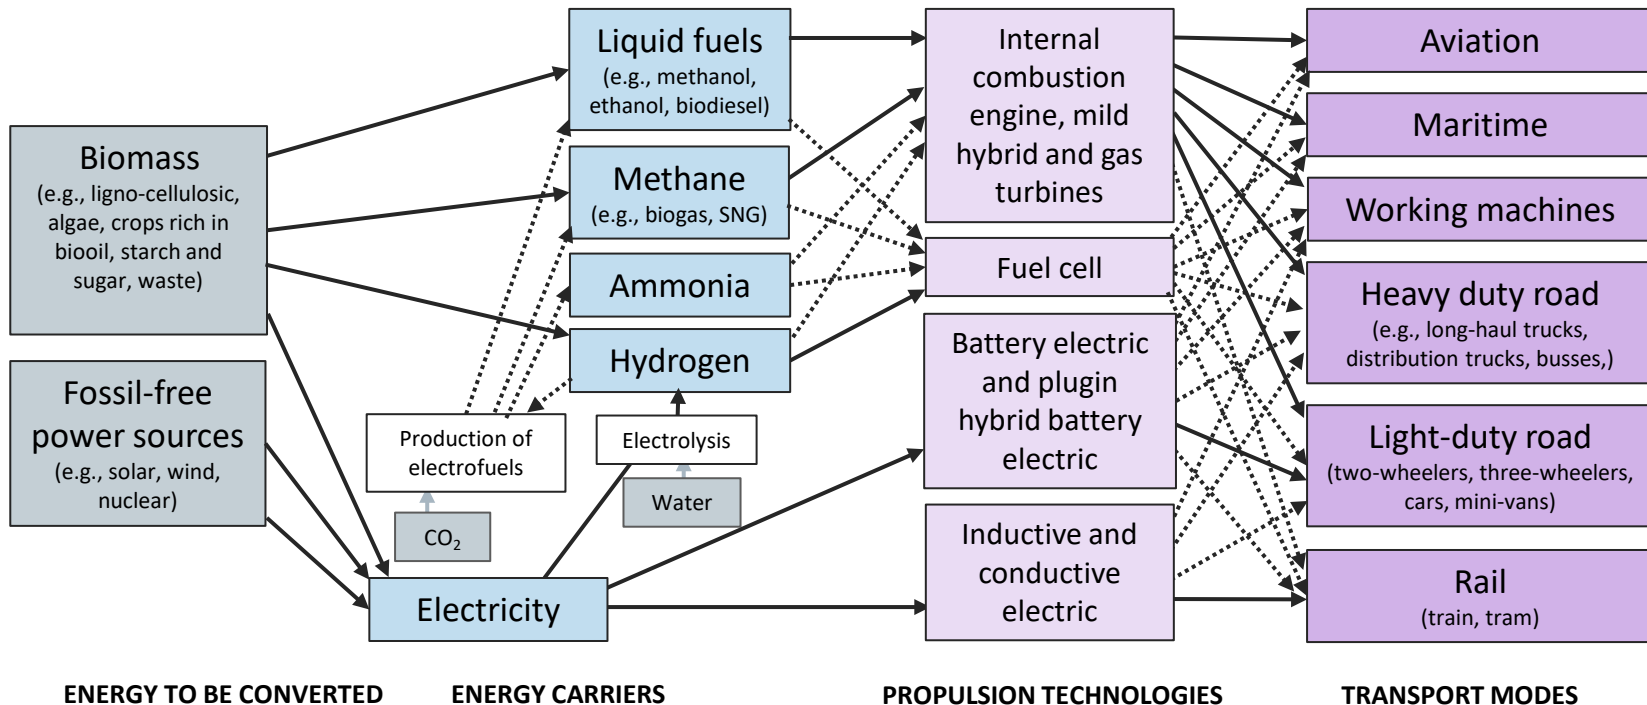 Biomass
(e.g., ligno-cellulosic,
algae, crops rich in
biooil, starch and
sugar, waste)
Fossil-free
power sources
(e.g., solar, wind,
nuclear)
Liquid fuels
(e.g., methanol,
ethanol, biodiesel)
Methane
(e.g., biogas, SNG)
Ammonia
Hydrogen
Production of
electrofuels
Electrolysis
CO₂
Water
Electricity
Internal
combustion
engine, mild
hybrid and gas
turbines
Fuel cell
Battery electric
and plugin
hybrid battery
electric
Inductive and
conductive
electric
Aviation
Maritime
Working machines
Heavy duty road
(e.g., long-haul trucks,
distribution trucks, busses,)
Light-duty road
(two-wheelers, three-wheelers,
cars, mini-vans)
Rail
(train, tram)
ENERGY TO BE CONVERTED
ENERGY CARRIERS
PROPULSION TECHNOLOGIES
TRANSPORT MODES